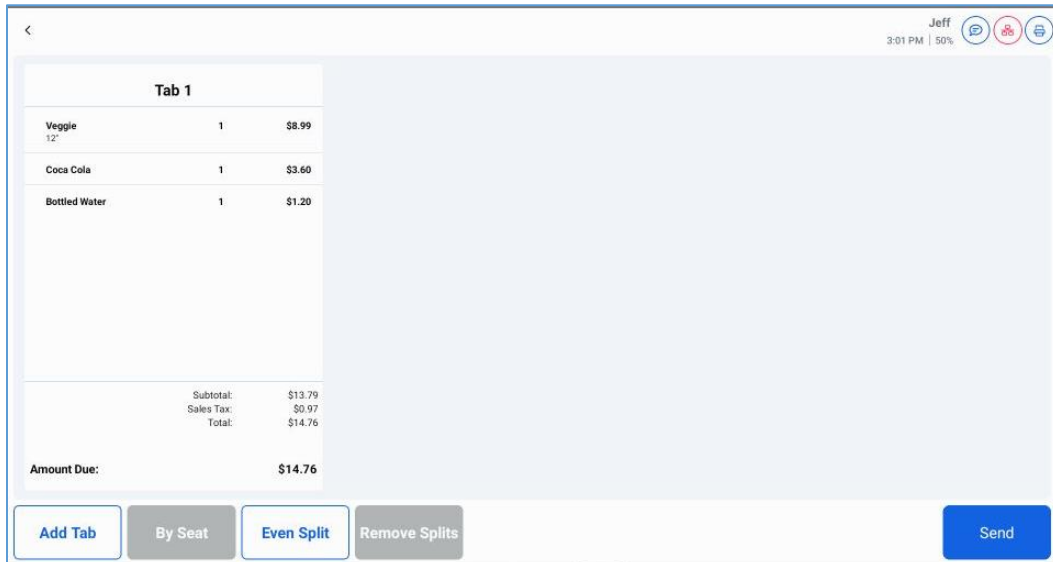 Jeff
3:01 PM | 50%
Tab 1
Veggie 1 $8.99
12"
Coca Cola 1 $3.60
Bottled Water 1 $1.20
Subtotal: $13.79
Sales Tax: $0.97
Total: $14.76
Amount Due: $14.76
Add Tab By Seat Even Split Remove Splits Send